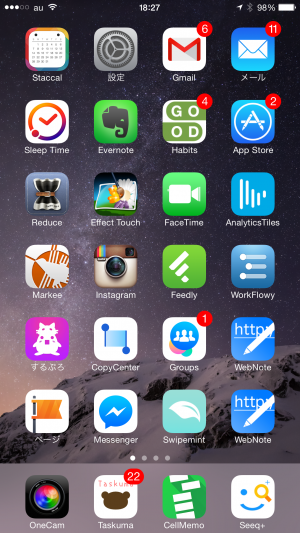 au 18:27 98%
6 11
Staccal 設定 Gmail メール
4 2
GO
OD
Sleep Time Evernote Habits App Store
Reduce Effect Touch FaceTime AnalyticsTiles
Markee Instagram Feedly WorkFlowy
1
http:
するぷろ CopyCenter Groups WebNote
http:
ページ Messenger Swipemint WebNote
22
Taskuma
OneCam Taskuma CellMemo Seeq+